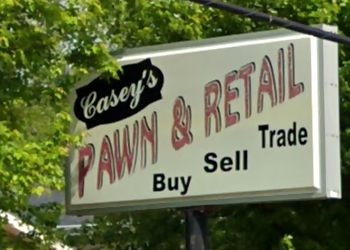 Casey's
PAWN & RETAIL
Buy Sell Trade